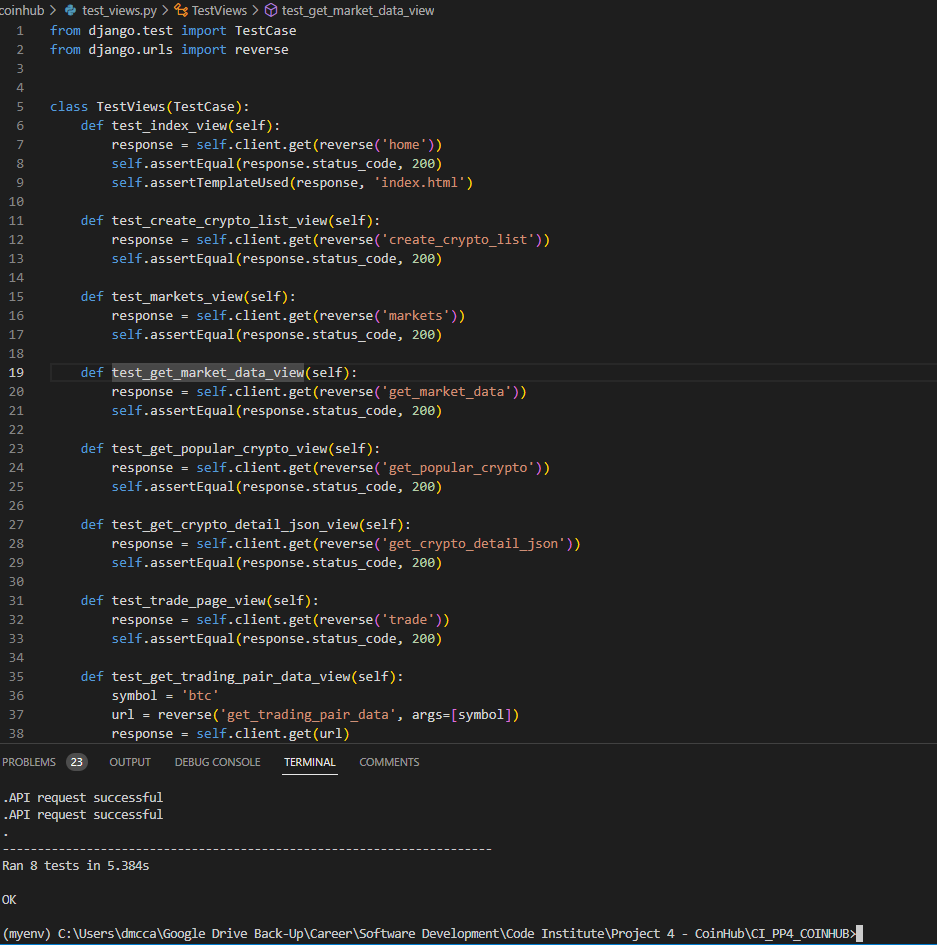 coinhub > test_views.py > TestViews > test_get_market_data_view
1 from django.test import TestCase
2 from django.urls import reverse
3
4
5 class TestViews(TestCase):
6     def test_index_view(self):
7         response = self.client.get(reverse('home'))
8         self.assertEqual(response.status_code, 200)
9         self.assertTemplateUsed(response, 'index.html')
10
11     def test_create_crypto_list_view(self):
12         response = self.client.get(reverse('create_crypto_list'))
13         self.assertEqual(response.status_code, 200)
14
15     def test_markets_view(self):
16         response = self.client.get(reverse('markets'))
17         self.assertEqual(response.status_code, 200)
18
19     def test_get_market_data_view(self):
20         response = self.client.get(reverse('get_market_data'))
21         self.assertEqual(response.status_code, 200)
22
23     def test_get_popular_crypto_view(self):
24         response = self.client.get(reverse('get_popular_crypto'))
25         self.assertEqual(response.status_code, 200)
26
27     def test_get_crypto_detail_json_view(self):
28         response = self.client.get(reverse('get_crypto_detail_json'))
29         self.assertEqual(response.status_code, 200)
30
31     def test_trade_page_view(self):
32         response = self.client.get(reverse('trade'))
33         self.assertEqual(response.status_code, 200)
34
35     def test_get_trading_pair_data_view(self):
36         symbol = 'btc'
37         url = reverse('get_trading_pair_data', args=[symbol])
38         response = self.client.get(url)
PROBLEMS 23 OUTPUT DEBUG CONSOLE TERMINAL COMMENTS
.API request successful
.API request successful
.
----------------------------------------------------------------------
Ran 8 tests in 5.384s
OK
(myenv) C:\Users\dmcca\Google Drive Back-Up\Career\Software Development\Code Institute\Project 4 - CoinHub\CI_PP4_COINHUB>